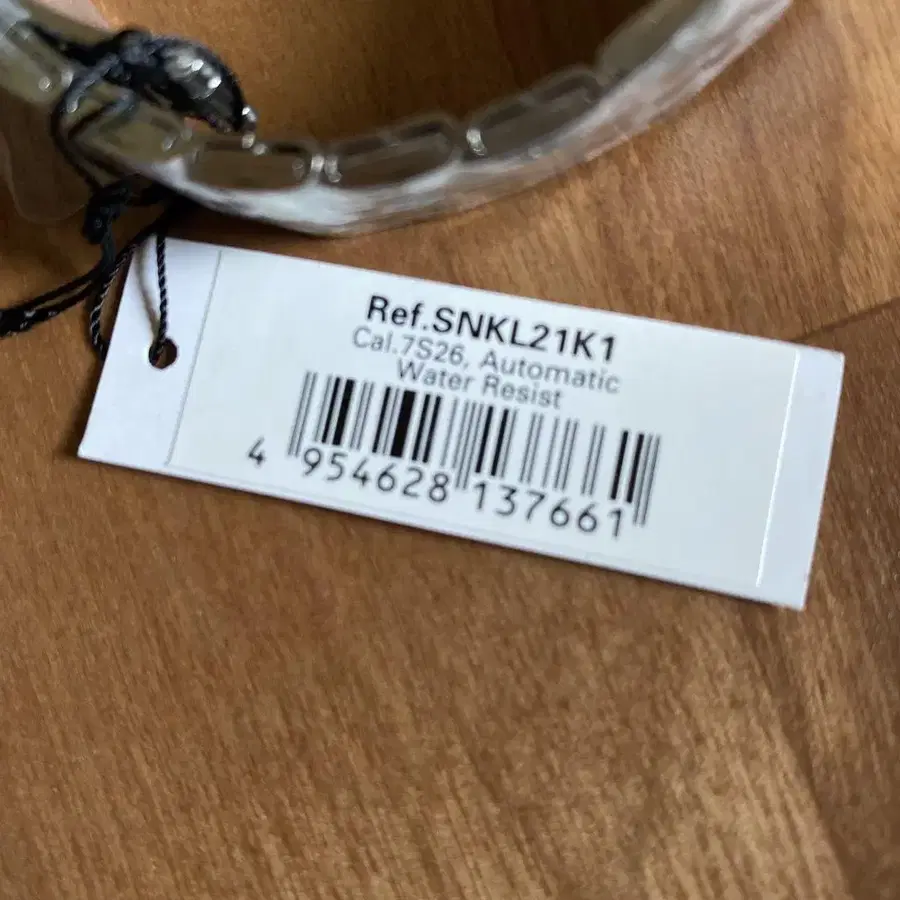 Ref.SNKL21K1
Cal.7S26, Automatic
Water Resist
4 954628 137661